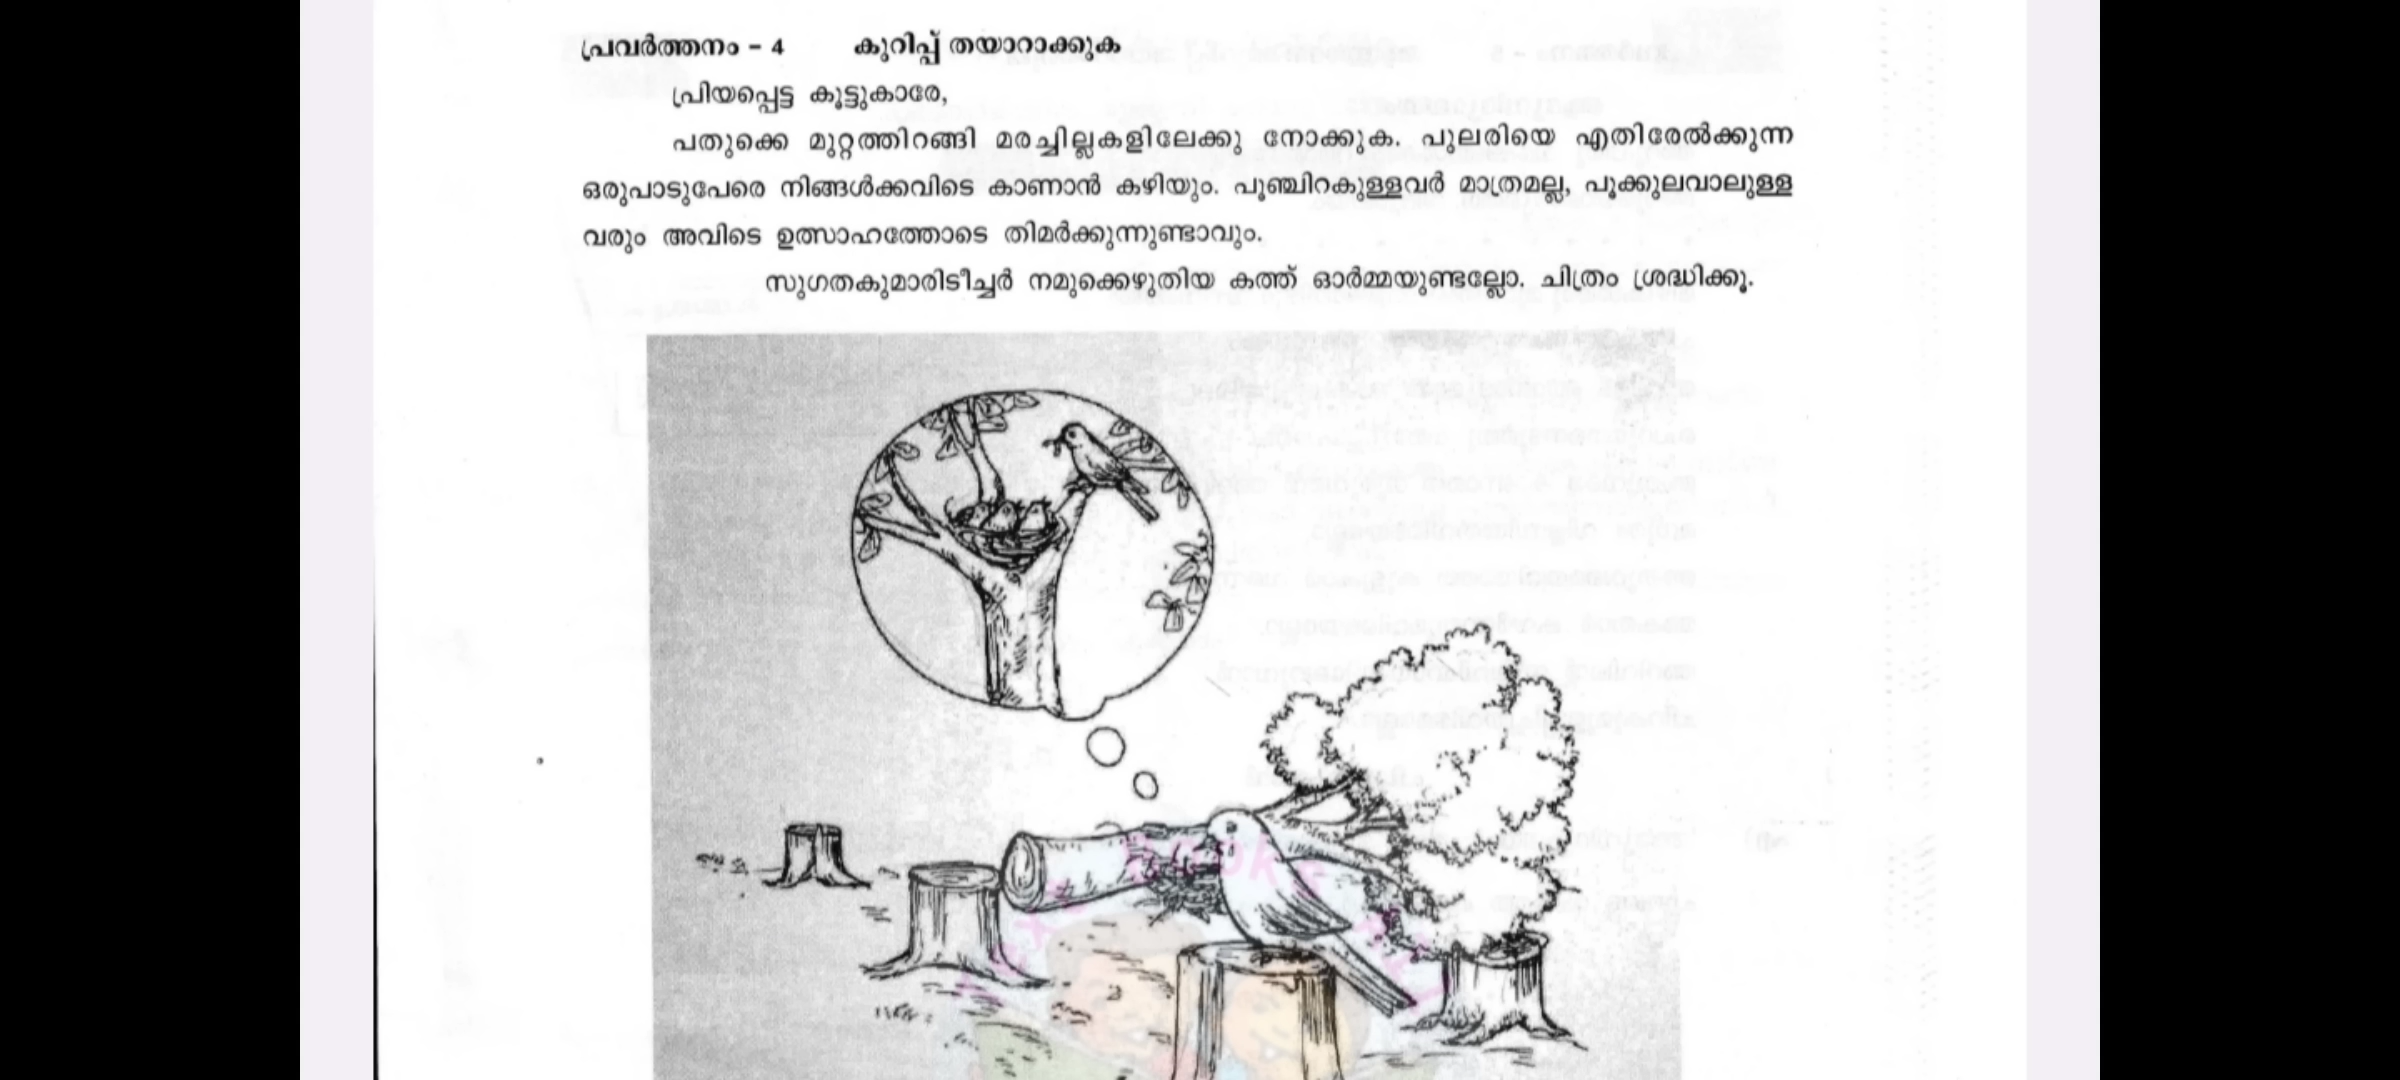 പ്രവർത്തനം – 4 കുറിപ്പ് തയാറാക്കുക
പ്രിയപ്പെട്ട കൂട്ടുകാരേ,
പതുക്കെ മുറ്റത്തിറങ്ങി മരച്ചില്ലകളിലേക്കു നോക്കുക. പുലരിയെ എതിരേൽക്കുന്ന
ഒരുപാടുപേരെ നിങ്ങൾക്കവിടെ കാണാൻ കഴിയും. പൂഞ്ചിറകുള്ളവർ മാത്രമല്ല, പൂക്കുലവാലുള്ള
വരും അവിടെ ഉത്സാഹത്തോടെ തിമർക്കുന്നുണ്ടാവും.
സുഗതകുമാരിടീച്ചർ നമുക്കെഴുതിയ കത്ത് ഓർമ്മയുണ്ടല്ലോ. ചിത്രം ശ്രദ്ധിക്കൂ.